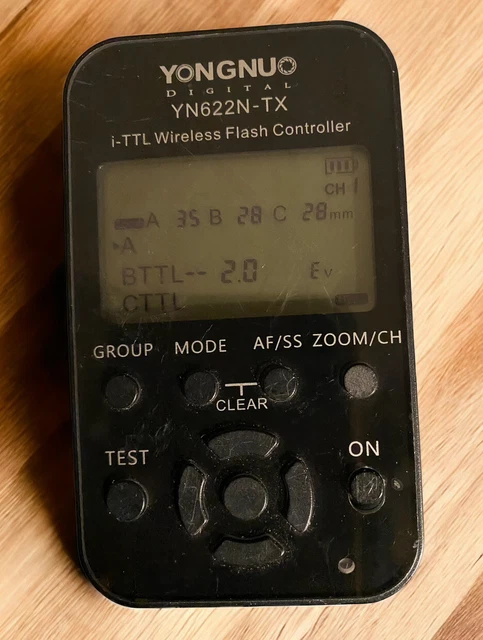 YONGNUO
DIGITAL
YN622N-TX
i-TTL Wireless Flash Controller
CH 1
A 35 B 28 C 28mm
A
BTTL-- 2.0 Ev
CTTL
GROUP MODE AF/SS ZOOM/CH
CLEAR
TEST ON